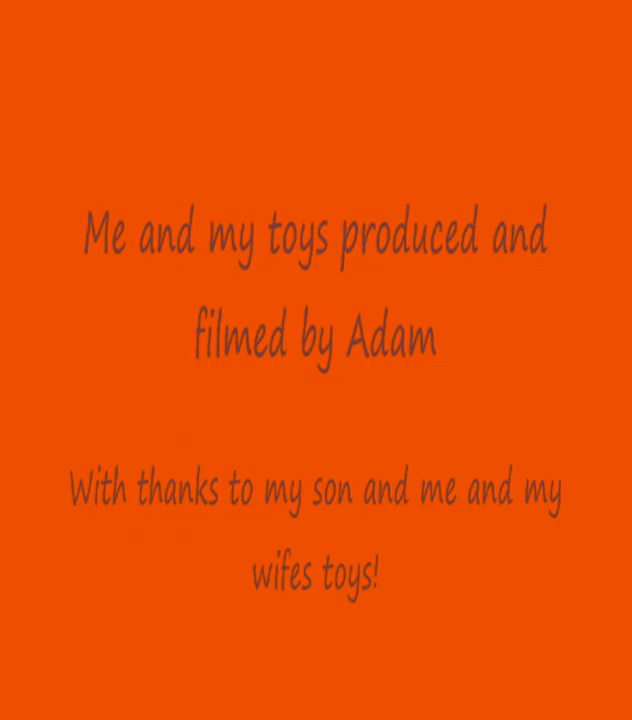 Me and my toys produced and
filmed by Adam
With thanks to my son and me and my
wifes toys!